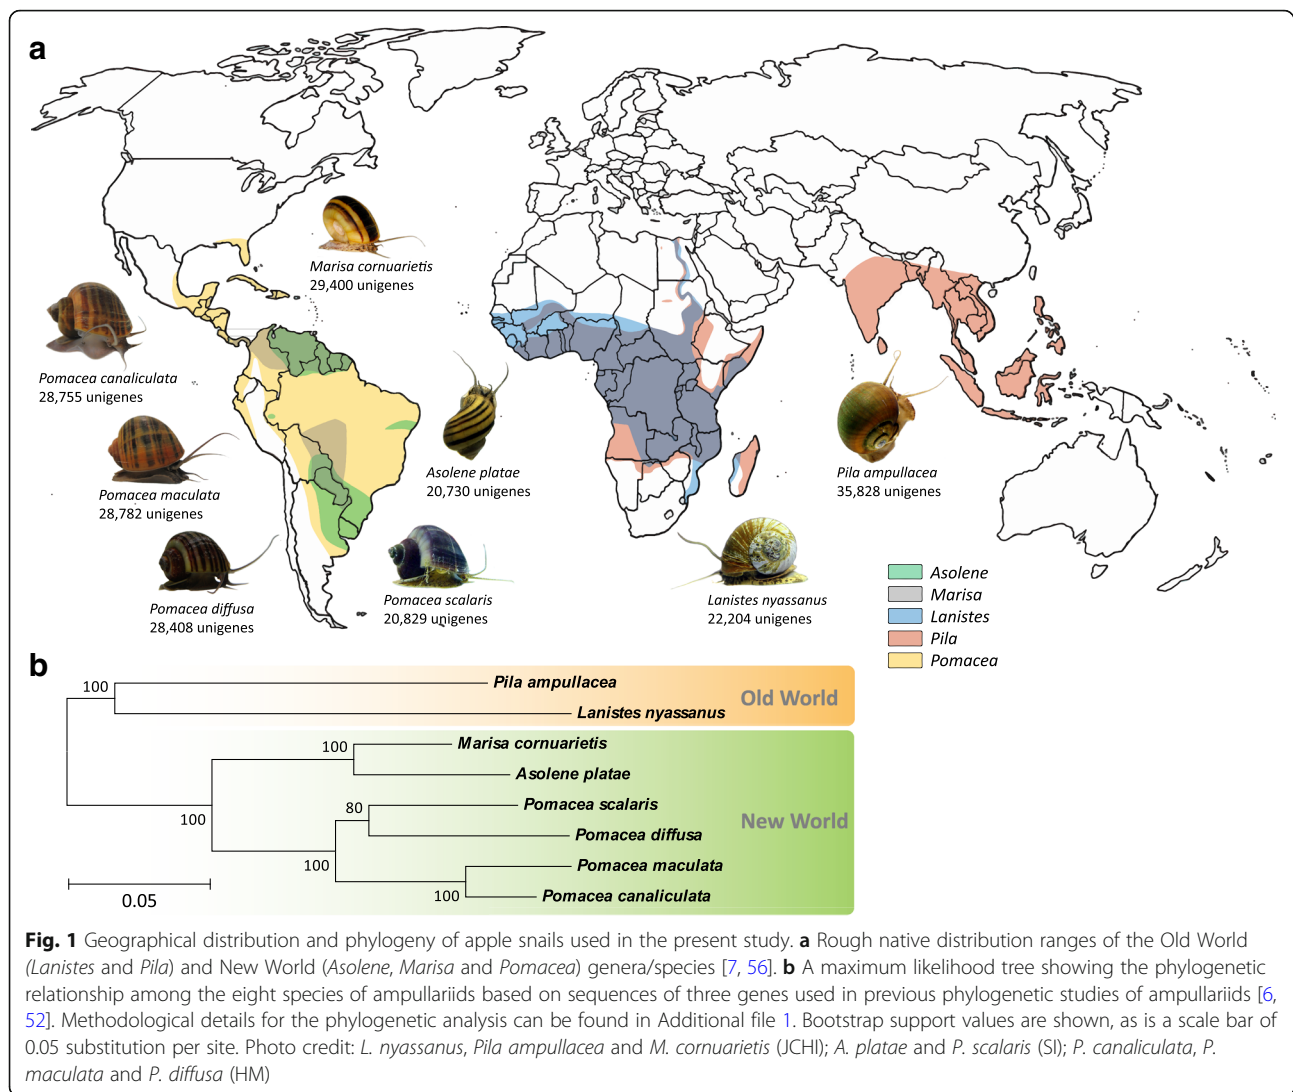 a
Marisa cornuarietis
29,400 unigenes
Pomacea canaliculata
28,755 unigenes
Pomacea maculata
28,782 unigenes
Asolene platae
20,730 unigenes
Pila ampullacea
35,828 unigenes
Pomacea diffusa
28,408 unigenes
Pomacea scalaris
20,829 unigenes
Lanistes nyassanus
22,204 unigenes
Asolene
Marisa
Lanistes
Pila
Pomacea
b
100
Pila ampullacea
Lanistes nyassanus
Old World
100
Marisa cornuarietis
Asolene platae
100
80
Pomacea scalaris
Pomacea diffusa
New World
100
Pomacea maculata
100
Pomacea canaliculata
0.05
Fig. 1 Geographical distribution and phylogeny of apple snails used in the present study. a Rough native distribution ranges of the Old World
(Lanistes and Pila) and New World (Asolene, Marisa and Pomacea) genera/species [7, 56]. b A maximum likelihood tree showing the phylogenetic
relationship among the eight species of ampullariids based on sequences of three genes used in previous phylogenetic studies of ampullariids [6,
52]. Methodological details for the phylogenetic analysis can be found in Additional file 1. Bootstrap support values are shown, as is a scale bar of
0.05 substitution per site. Photo credit: L. nyassanus, Pila ampullacea and M. cornuarietis (JCHI); A. platae and P. scalaris (SI); P. canaliculata, P.
maculata and P. diffusa (HM)